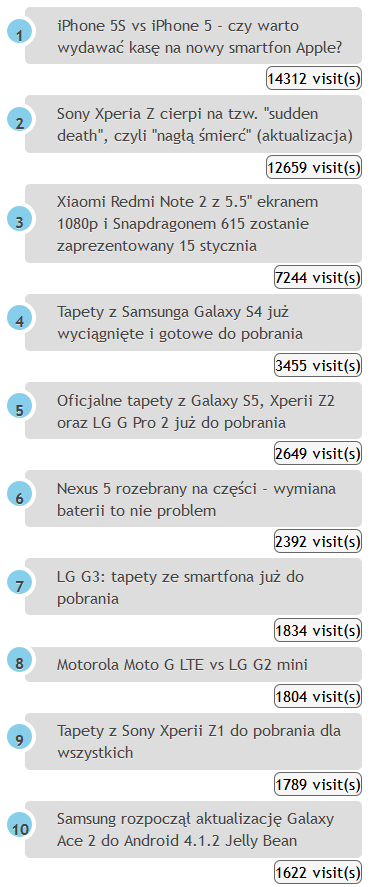 1
iPhone 5S vs iPhone 5 - czy warto
wydawać kasę na nowy smartfon Apple?
14312 visit(s)
2
Sony Xperia Z cierpi na tzw. "sudden
death", czyli "nagłą śmierć" (aktualizacja)
12659 visit(s)
3
Xiaomi Redmi Note 2 z 5.5" ekranem
1080p i Snapdragonem 615 zostanie
zaprezentowany 15 stycznia
7244 visit(s)
4
Tapety z Samsunga Galaxy S4 już
wyciągnięte i gotowe do pobrania
3455 visit(s)
5
Oficjalne tapety z Galaxy S5, Xperii Z2
oraz LG G Pro 2 już do pobrania
2649 visit(s)
6
Nexus 5 rozebrany na części - wymiana
baterii to nie problem
2392 visit(s)
7
LG G3: tapety ze smartfona już do
pobrania
1834 visit(s)
8
Motorola Moto G LTE vs LG G2 mini
1804 visit(s)
9
Tapety z Sony Xperii Z1 do pobrania dla
wszystkich
1789 visit(s)
10
Samsung rozpoczął aktualizację Galaxy
Ace 2 do Android 4.1.2 Jelly Bean
1622 visit(s)